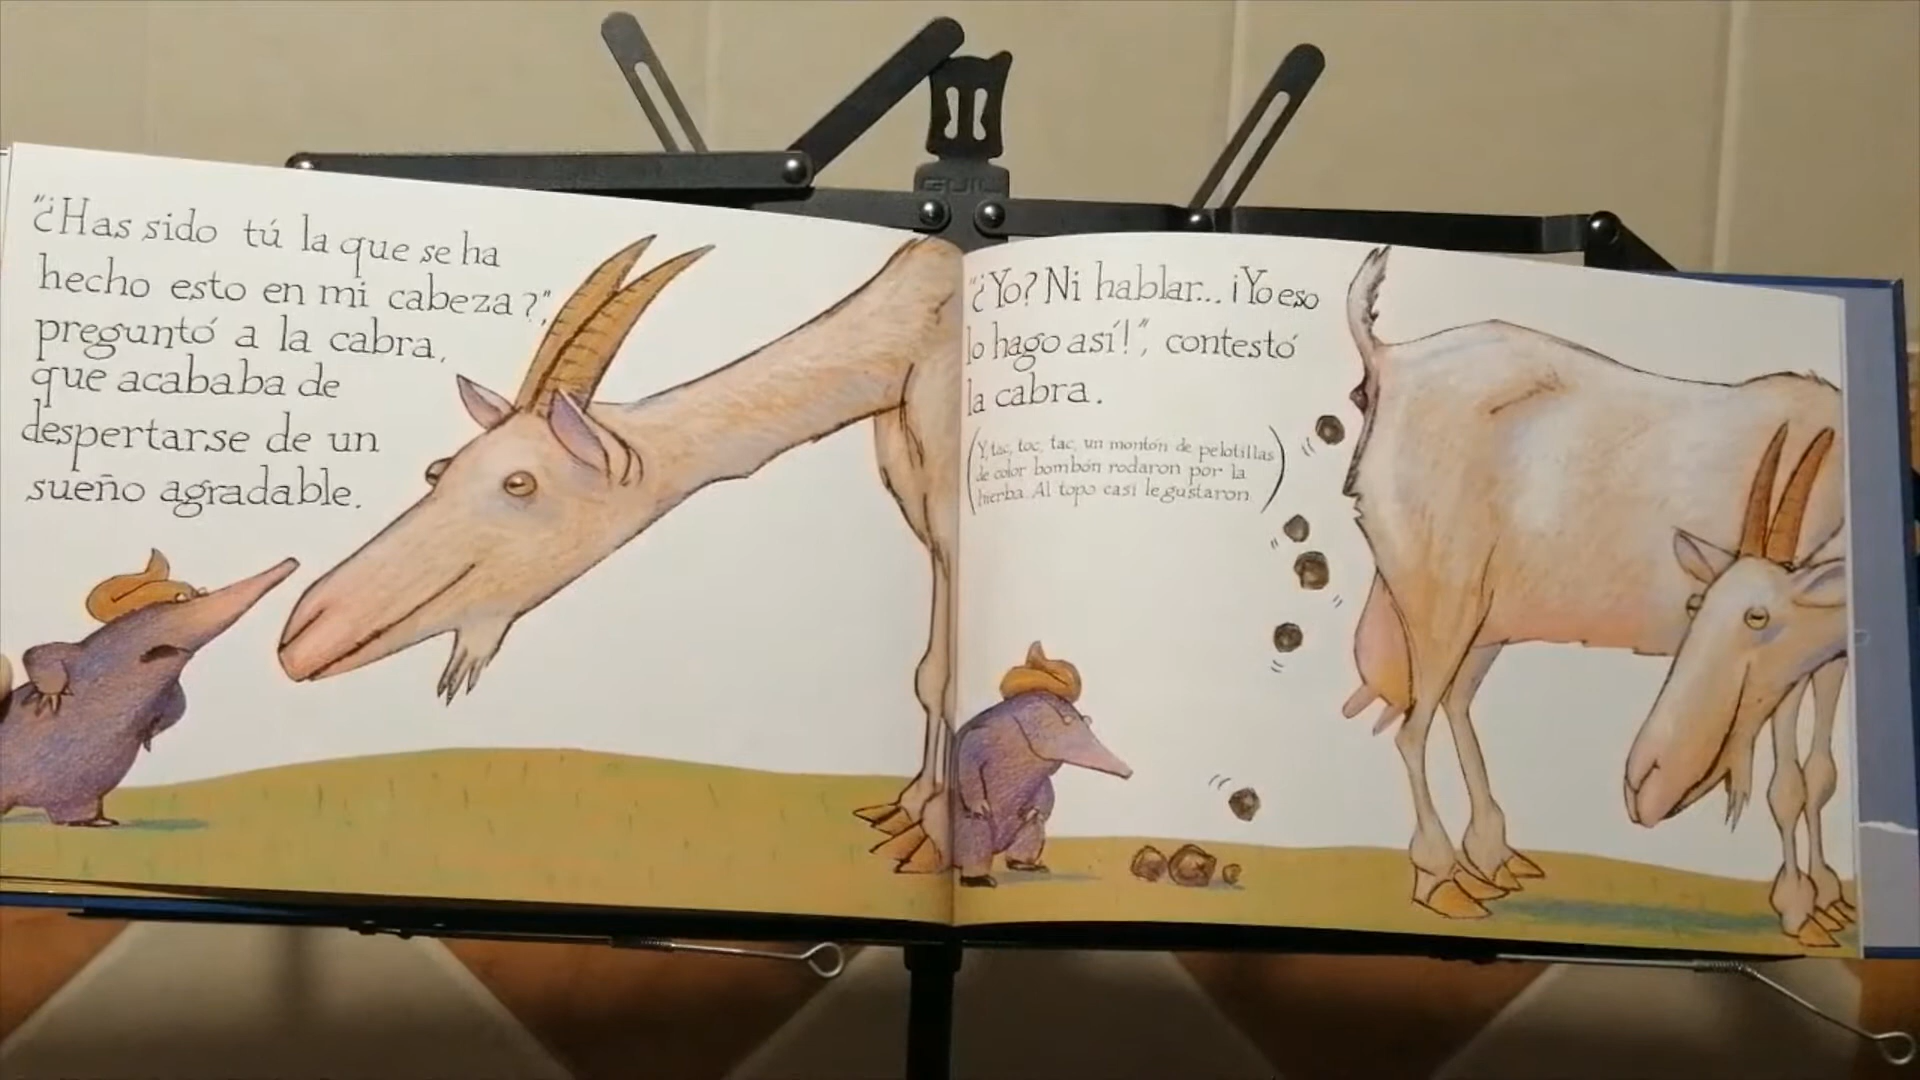 "¿Has sido tú la que se ha
hecho esto en mi cabeza?",
preguntó a la cabra,
que acababa de
despertarse de un
sueño agradable.
"¿Yo? Ni hablar... ¡Yo eso
lo hago así!", contestó
la cabra.
(Y, tac, toc, tac, un montón de pelotillas
de color bombón rodaron por la
hierba. Al topo casi le gustaron)
GUIL